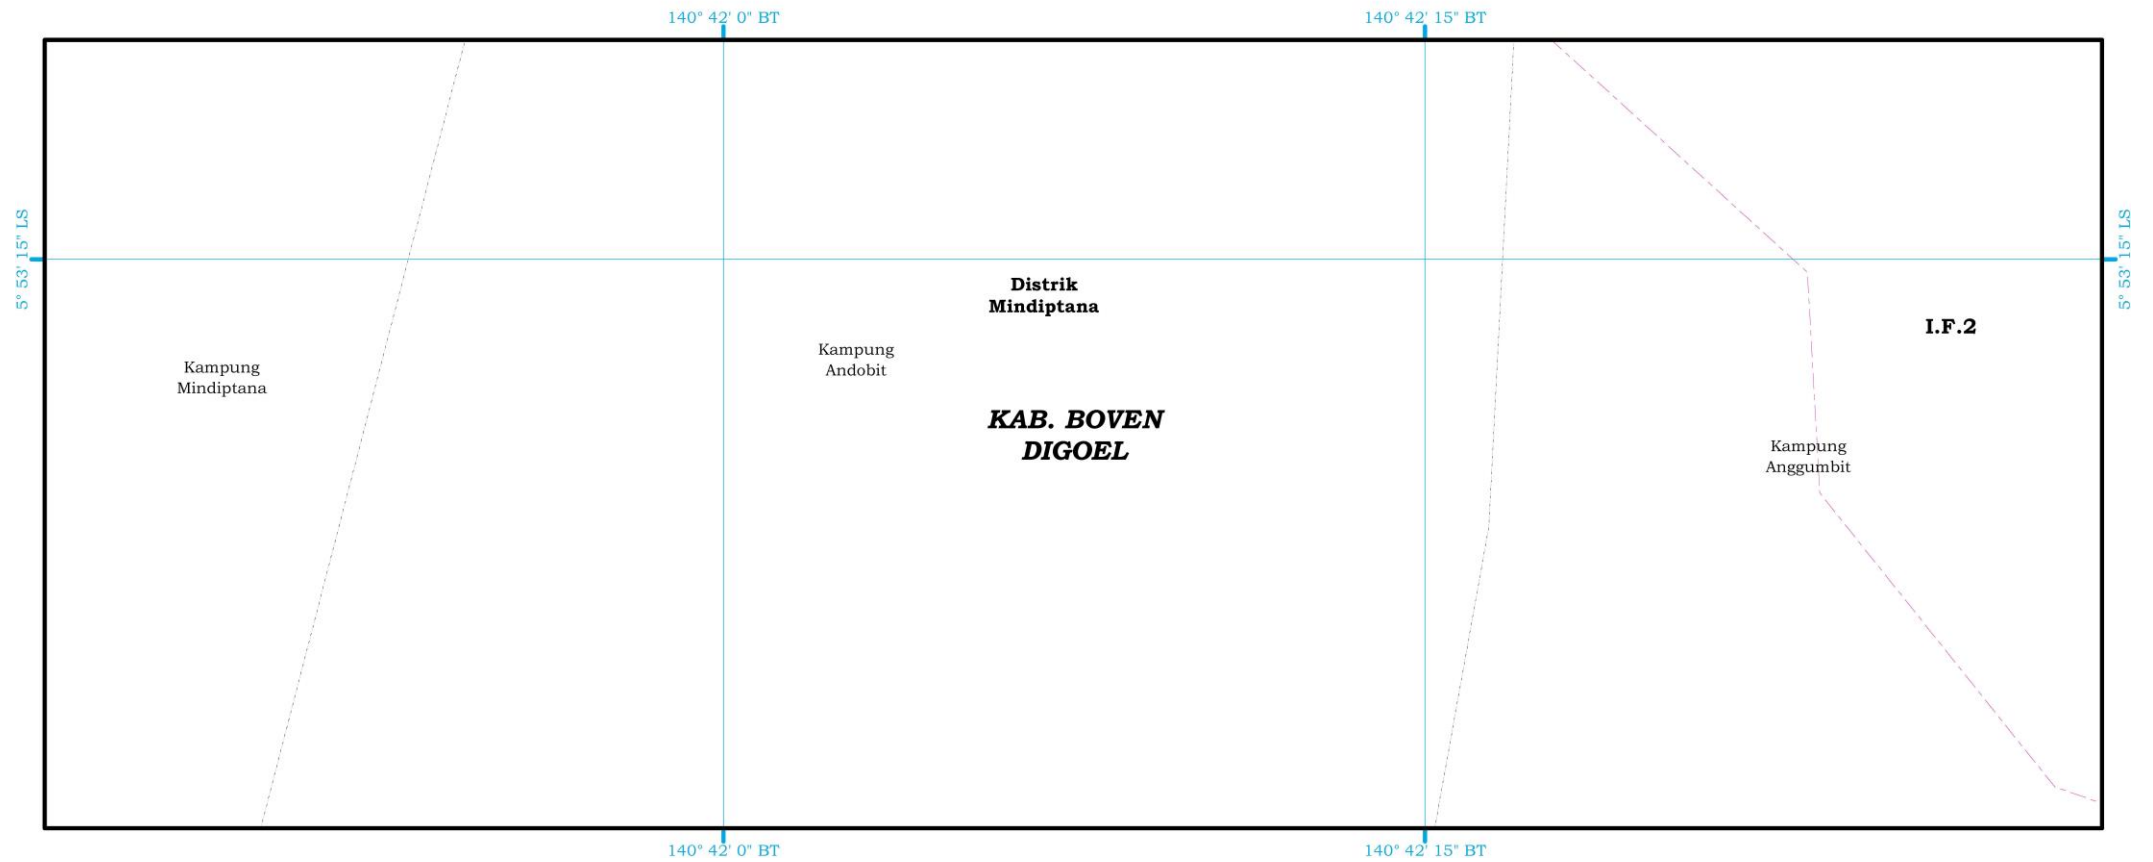 140° 42' 0" BT
140° 42' 15" BT
5° 53' 15" LS
5° 53' 15" LS
Distrik
Mindiptana
I.F.2
Kampung
Andobit
Kampung
Mindiptana
KAB. BOVEN
DIGOEL
Kampung
Anggumbit
140° 42' 0" BT
140° 42' 15" BT